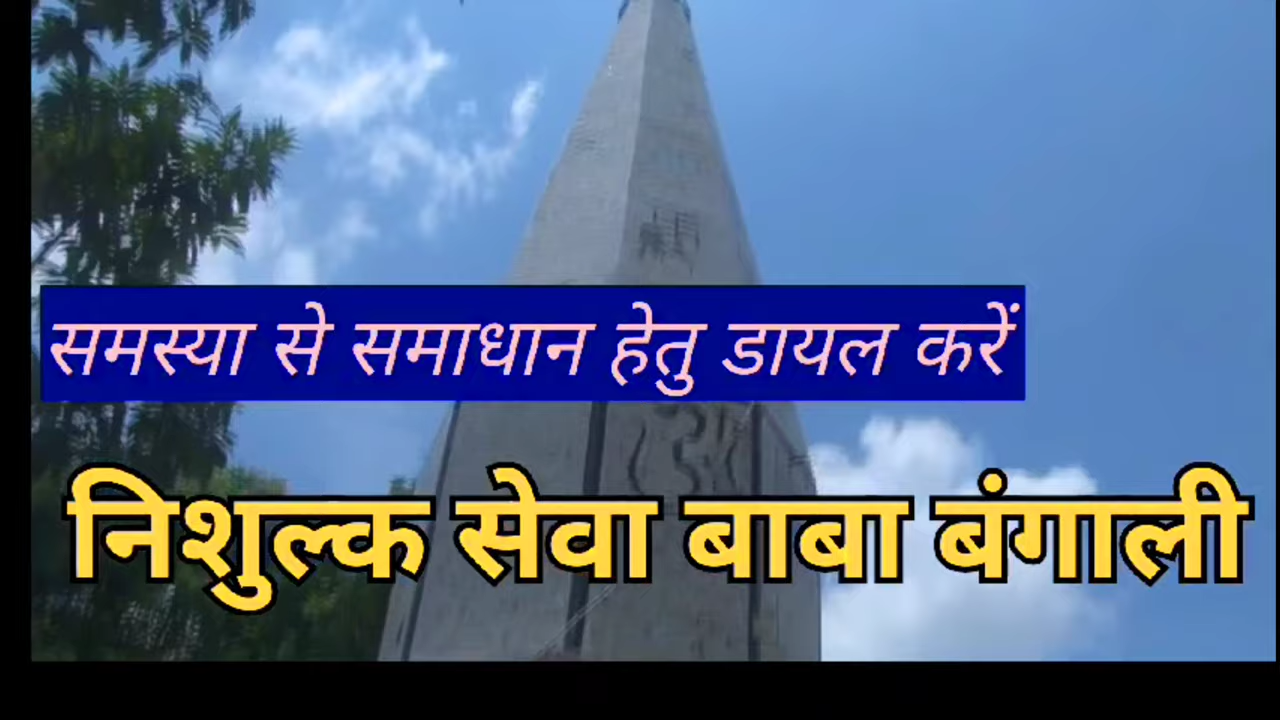 समस्या से समाधान हेतु डायल करें
निशुल्क सेवा बाबा बंगाली